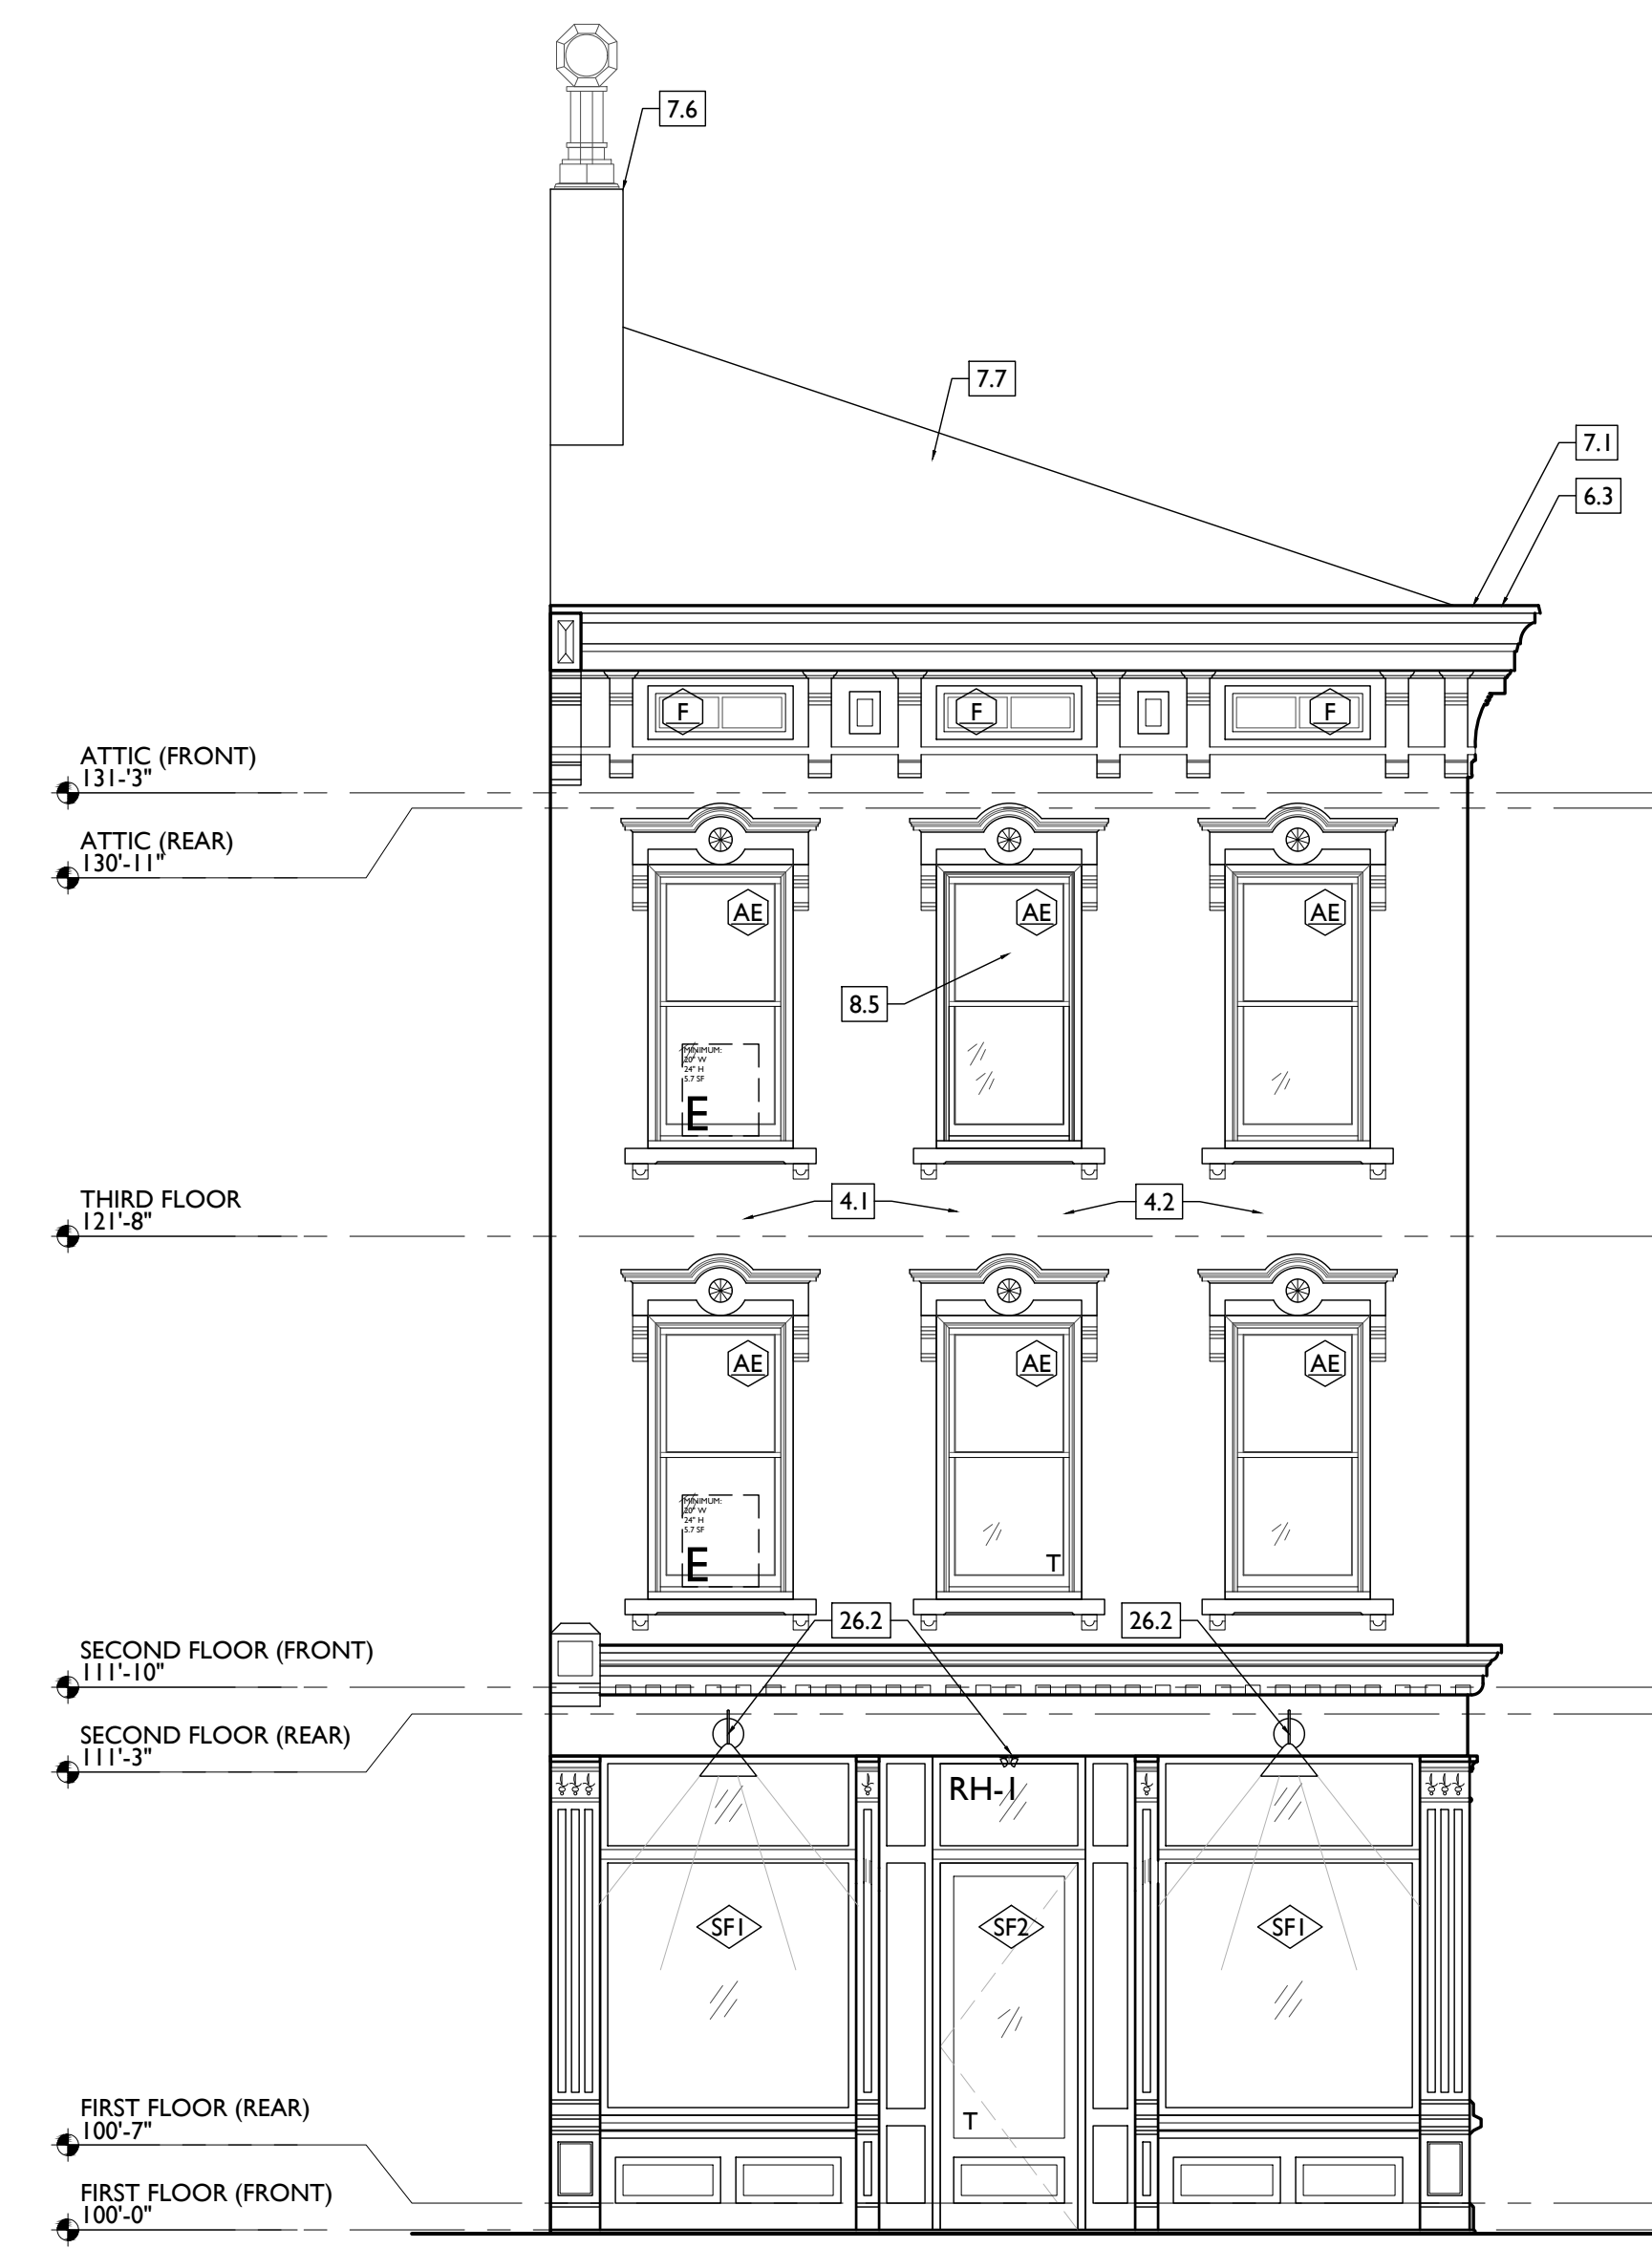 7.6
7.7
7.1
6.3
F
F
F
ATTIC (FRONT)
131-'3"
ATTIC (REAR)
130'-11"
AE
AE
AE
8.5
MINIMUM:
20" W
24" H
5.7 SF
E
THIRD FLOOR
121'-8"
4.1
4.2
AE
AE
AE
MINIMUM:
20" W
24" H
5.7 SF
E
T
26.2
26.2
SECOND FLOOR (FRONT)
111'-10"
SECOND FLOOR (REAR)
111'-3"
RH-1
SF1
SF2
SF1
T
FIRST FLOOR (REAR)
100'-7"
FIRST FLOOR (FRONT)
100'-0"